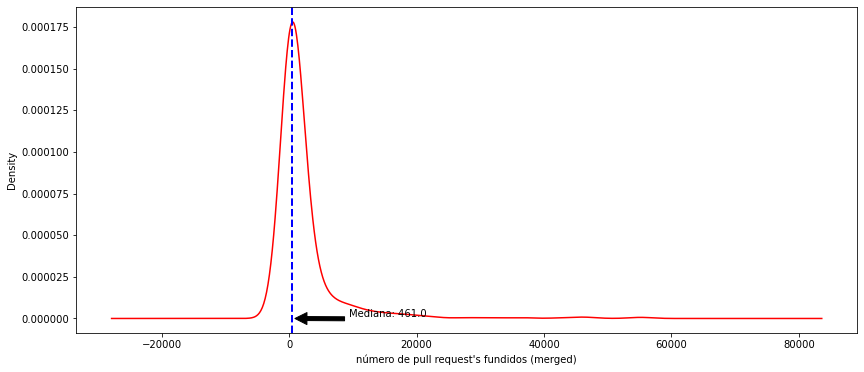 0.000175
0.000150
0.000125
0.000100
0.000075
0.000050
0.000025
0.000000
Density
Mediana: 461.0
−20000 0 20000 40000 60000 80000
número de pull request's fundidos (merged)